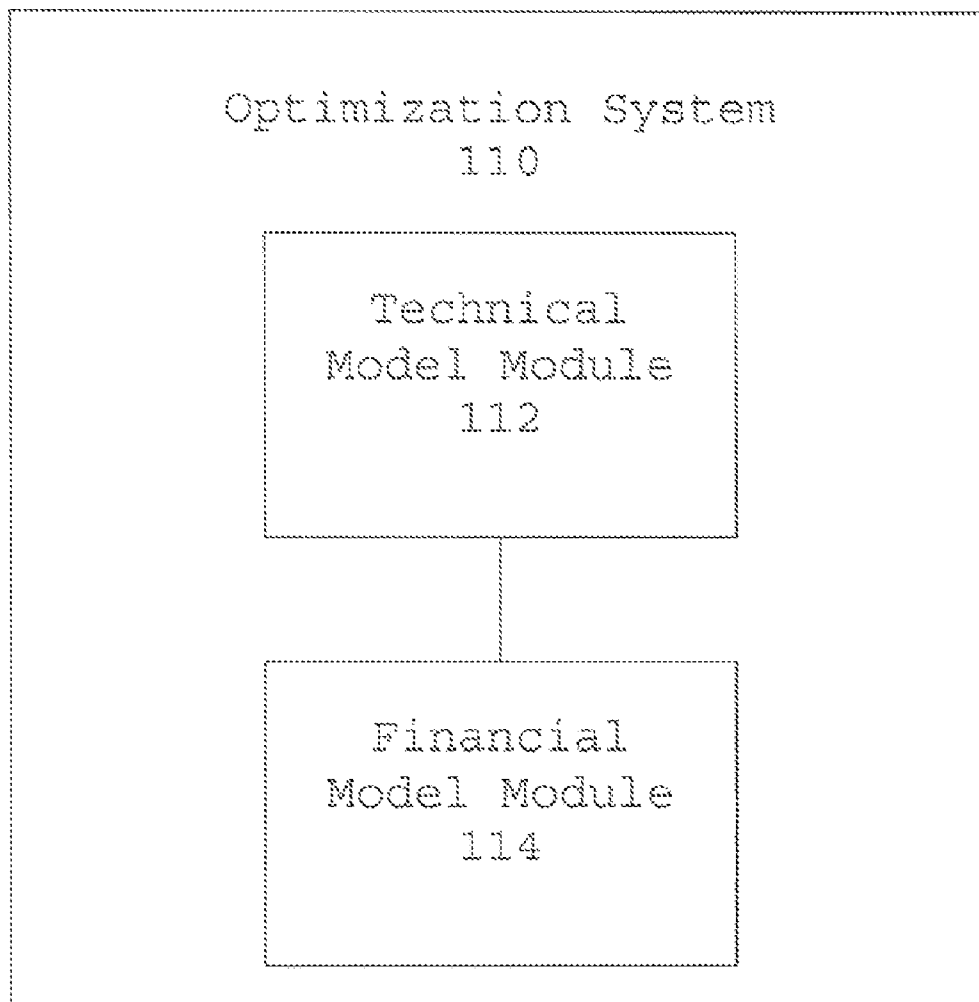 Optimization System
110
Technical
Model Module
112
Financial
Model Module
114